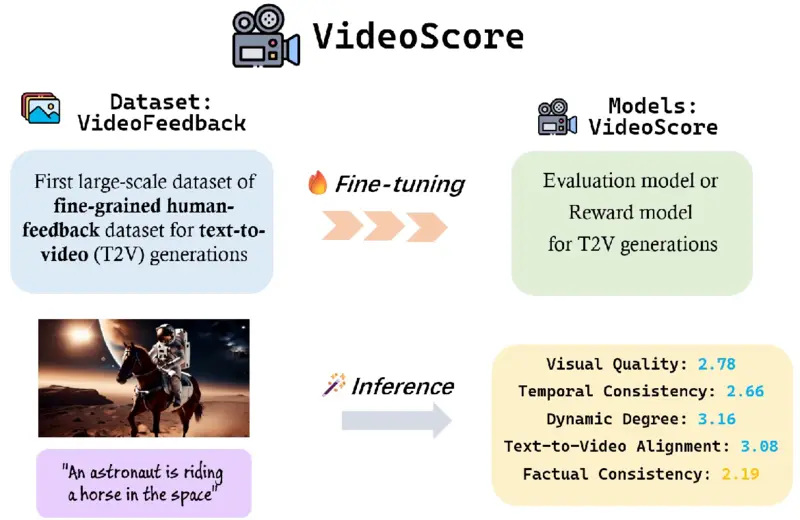 VideoScore
Dataset:
VideoFeedback
First large-scale dataset of
fine-grained human-
feedback dataset for text-to-
video (T2V) generations
Fine-tuning
Models:
VideoScore
Evaluation model or
Reward model
for T2V generations
"An astronaut is riding
a horse in the space"
Inference
Visual Quality: 2.78
Temporal Consistency: 2.66
Dynamic Degree: 3.16
Text-to-Video Alignment: 3.08
Factual Consistency: 2.19